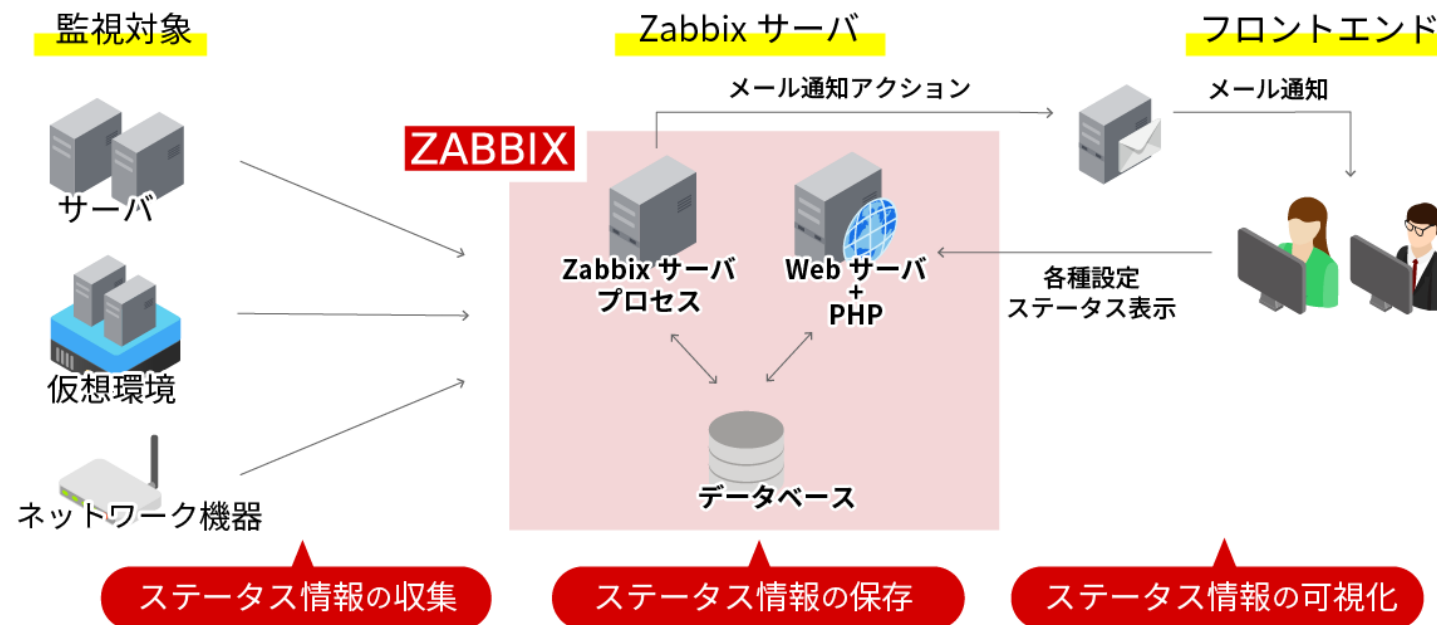 監視対象
Zabbix サーバ
フロントエンド
メール通知アクション
メール通知
ZABBIX
サーバ
Zabbix サーバ
プロセス
Web サーバ
+
PHP
各種設定
ステータス表示
仮想環境
データベース
ネットワーク機器
ステータス情報の収集
ステータス情報の保存
ステータス情報の可視化